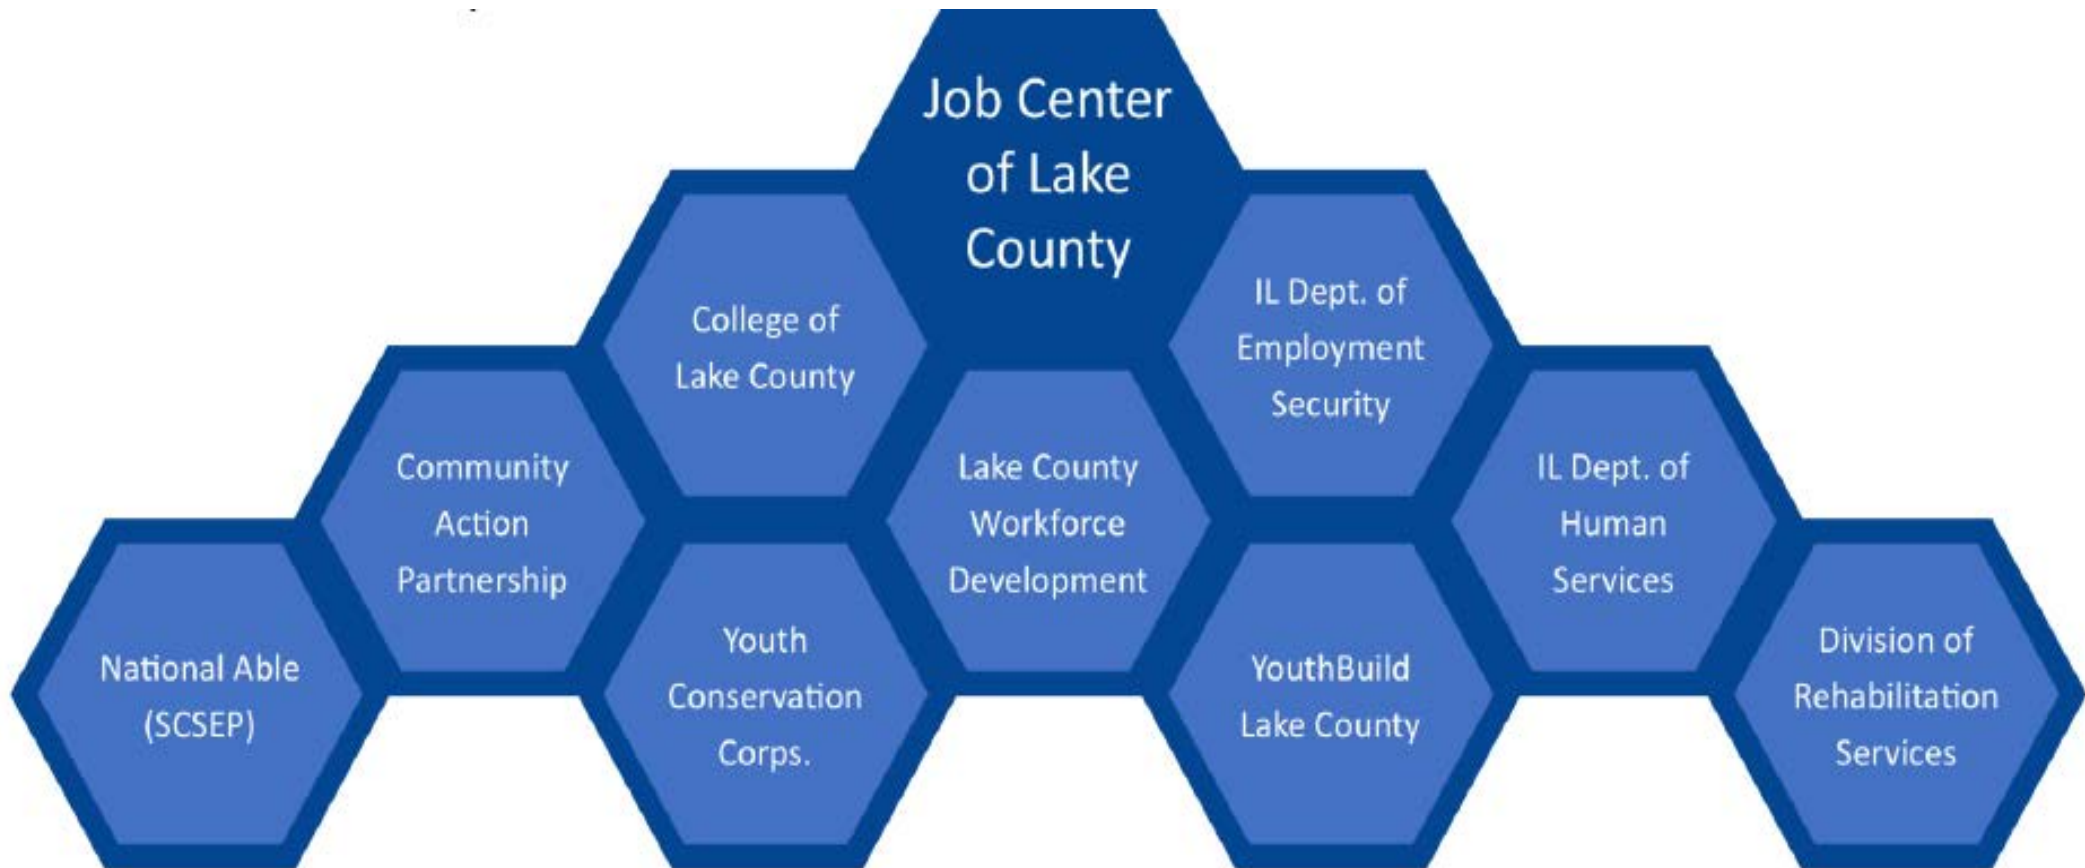 Job Center
of Lake
County
College of
Lake County
IL Dept. of
Employment
Security
Community
Action
Partnership
Lake County
Workforce
Development
IL Dept. of
Human
Services
National Able
(SCSEP)
Youth
Conservation
Corps.
YouthBuild
Lake County
Division of
Rehabilitation
Services